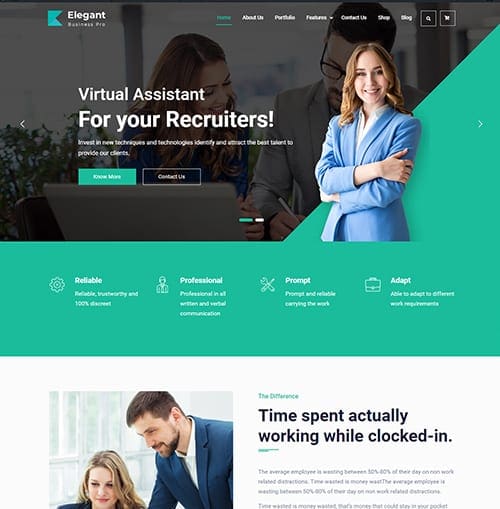 Elegant
Business Pro
Home About Us Portfolio Features Contact Us Shop Blog
Virtual Assistant
For your Recruiters!
Invest in new techniques and technologies identify and attract the best talent to
provide our clients.
Know More Contact Us
Reliable
Reliable, trustworthy and
100% discreet
Professional
Professional in all
written and verbal
communication
Prompt
Prompt and reliable
carrying the work
Adapt
Able to adapt to different
work requirements
The Difference
Time spent actually
working while clocked-in.
The average employee is wasting between 50%-80% of their day on non work
related distractions. Time wasted is money wastThe average employee is
wasting between 50%-80% of their day on non work related distractions.
Time wasted is money wasted, that's money that could stay in your pocket